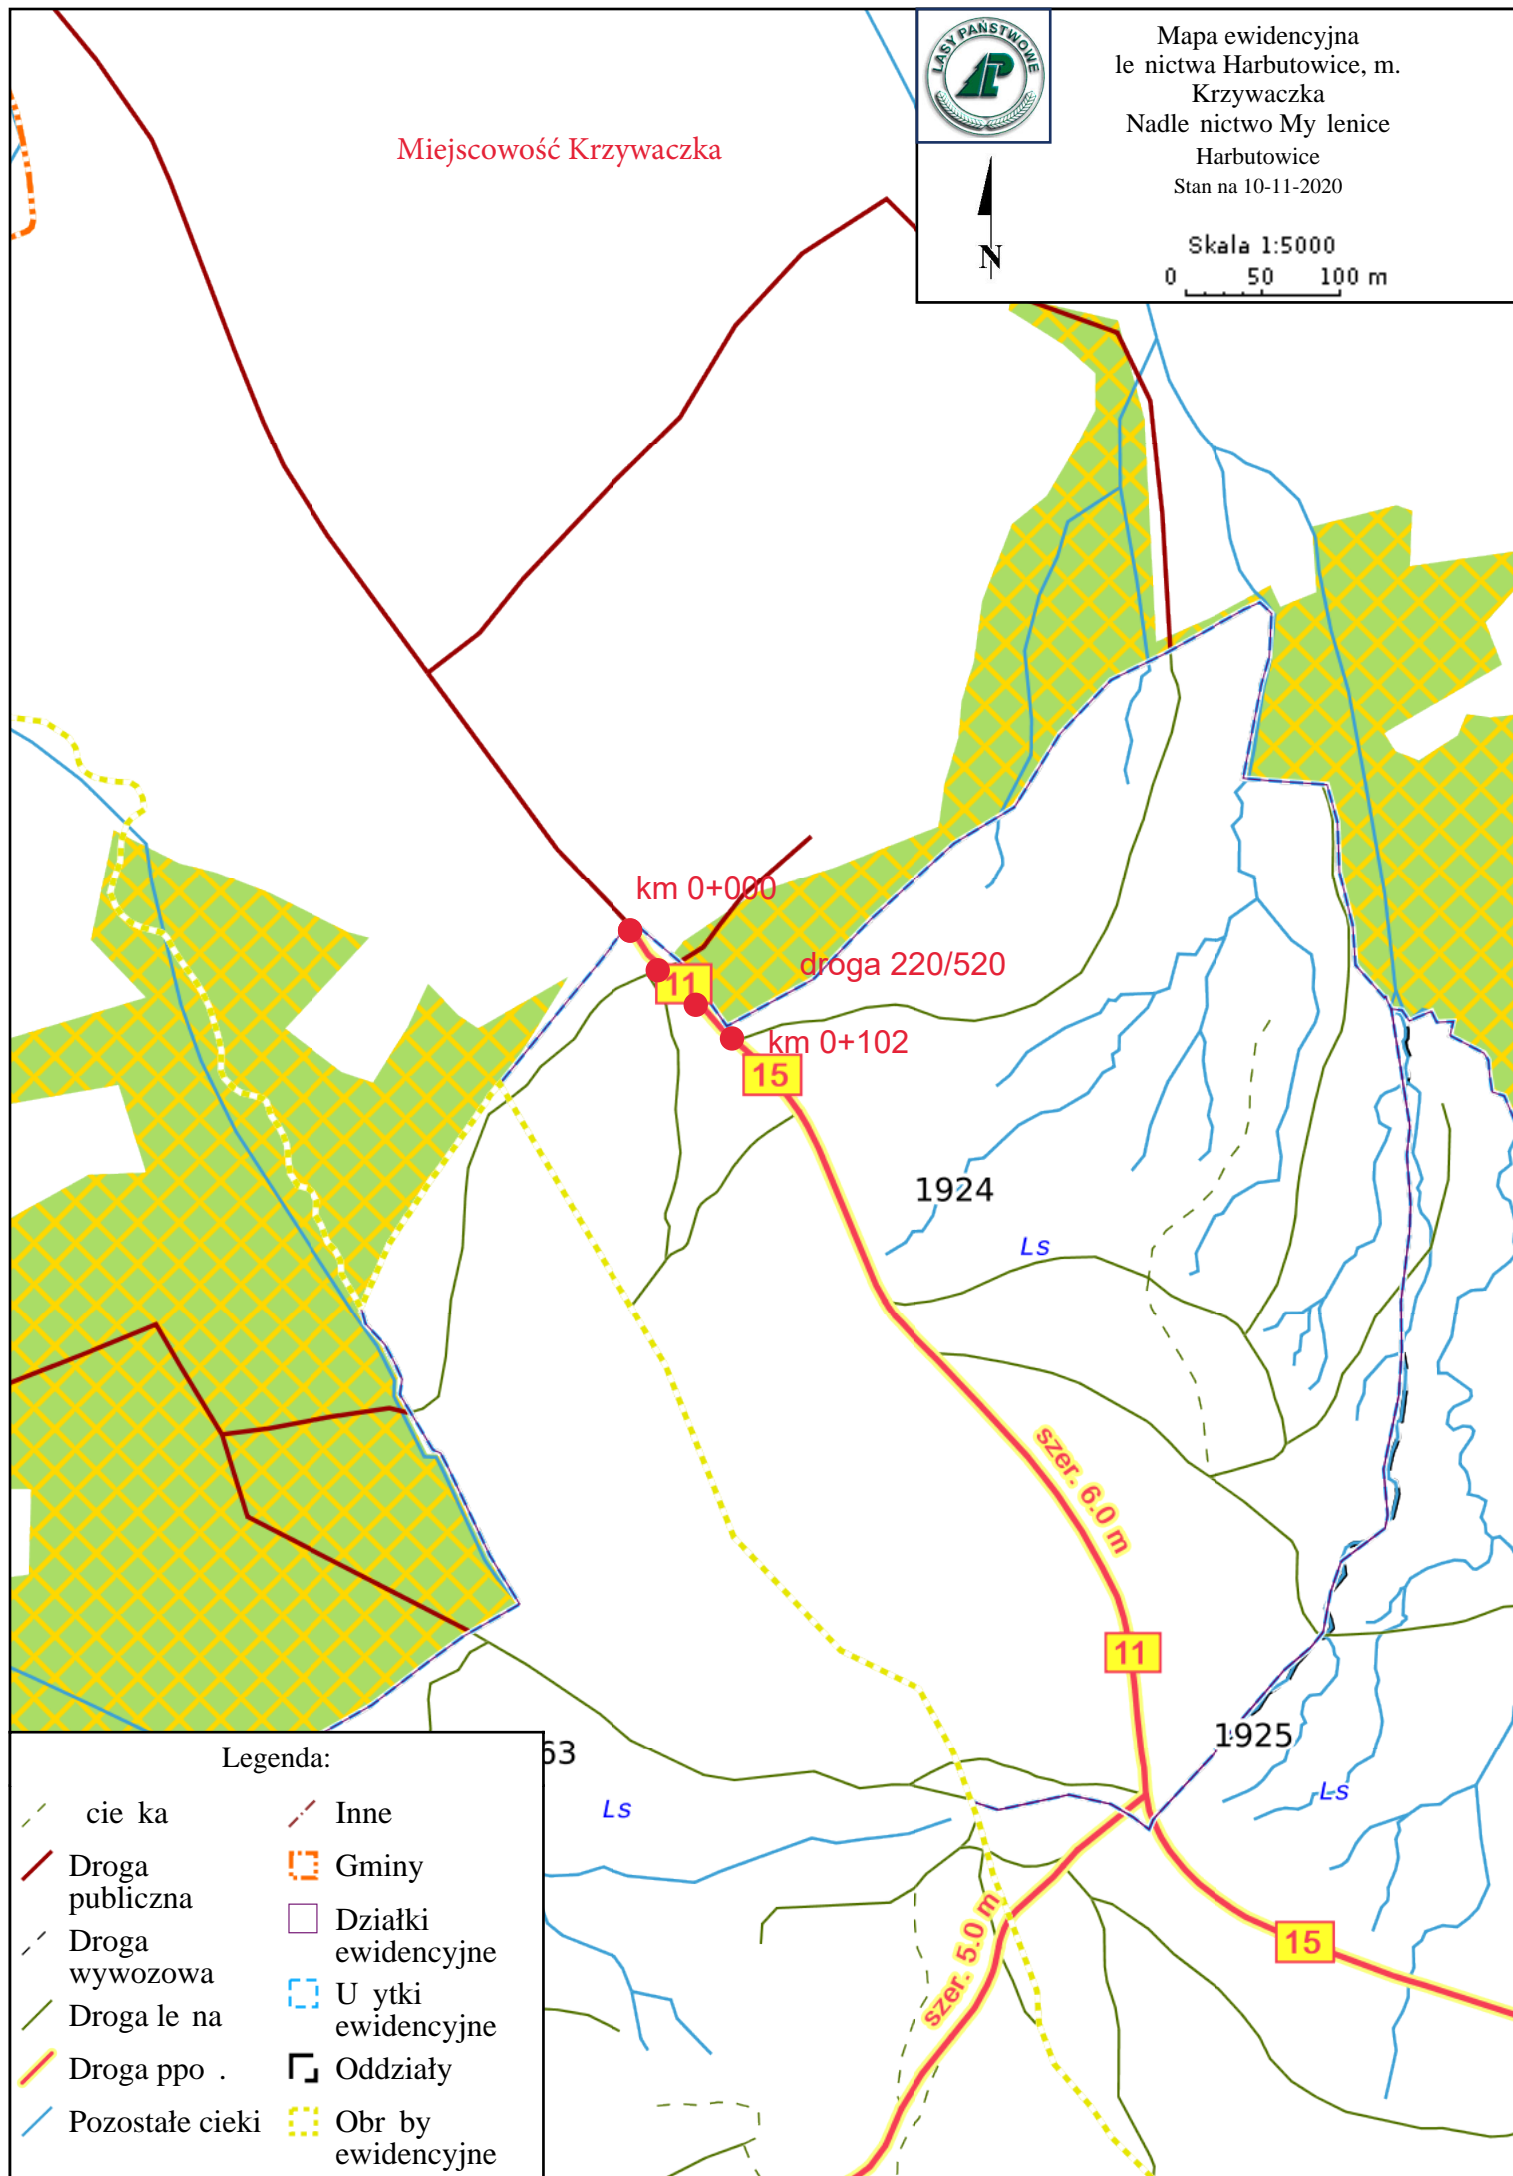 LASY PAŃSTWOWE
Mapa ewidencyjna
le nictwa Harbutowice, m.
Krzywaczka
Nadle nictwo My lenice
Harbutowice
Stan na 10-11-2020
N
Skala 1:5000
0 50 100 m
Miejscowość Krzywaczka
km 0+000
11
droga 220/520
km 0+102
15
1924
Ls
szer. 6.0 m
11
1925
63
Ls
Ls
15
szer. 5.0 m
Legenda:
cie ka
Droga
publiczna
Droga
wywozowa
Droga le na
Droga ppo .
Pozostałe cieki
Inne
Gminy
Działki
ewidencyjne
U ytki
ewidencyjne
Oddziały
Obr by
ewidencyjne